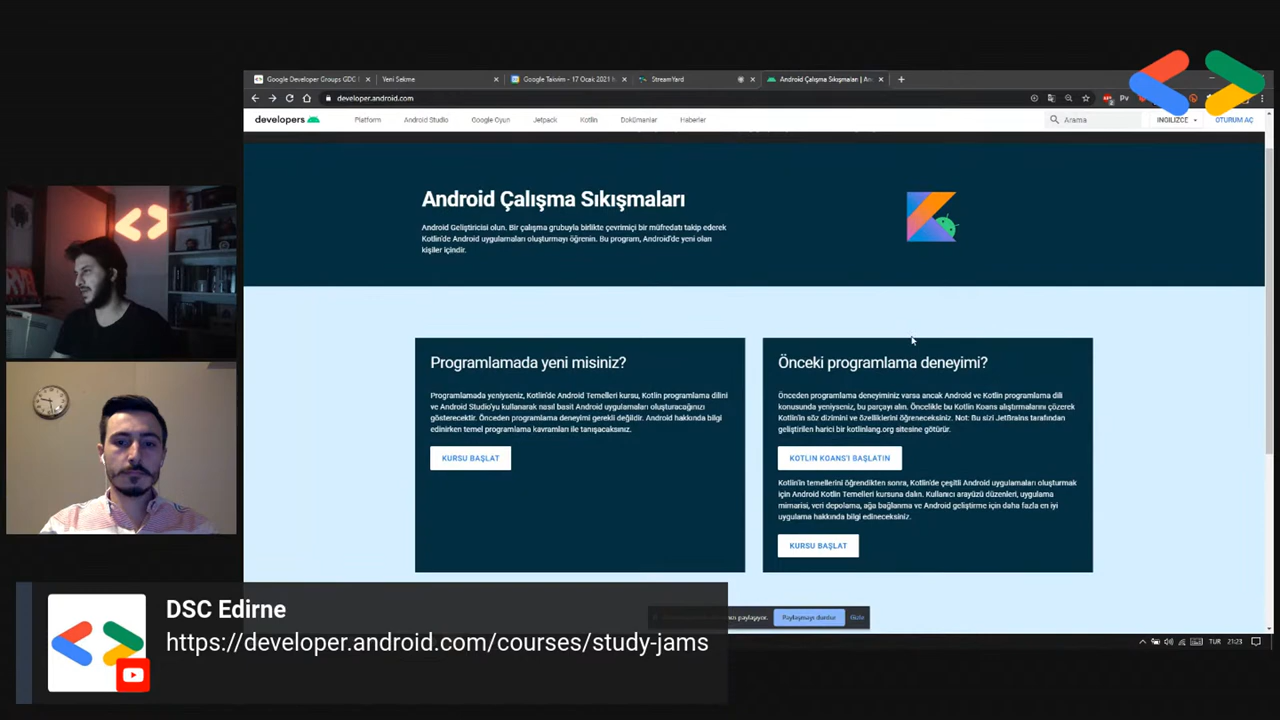 Google Developer Groups GDG
Yeni Sekme
Google Takvim - 17 Ocak 2021
StreamYard
Android Çalışma Sıkışmaları | An
developer.android.com
developers
Platform
Android Studio
Google Oyun
Jetpack
Kotlin
Dokümanlar
Haberler
Arama
INGILIZCE
OTURUM AÇ
Android Çalışma Sıkışmaları
Android Geliştiricisi olun. Bir çalışma grubuyla birlikte çevrimiçi bir müfredatı takip ederek
Kotlin'de Android uygulamaları oluşturmayı öğrenin. Bu program, Android'de yeni olan
kişiler içindir.
Programlamada yeni misiniz?
Programlamada yeniyseniz, Kotlin'de Android Temelleri kursu, Kotlin programlama dilini
ve Android Studio'yu kullanarak nasıl basit Android uygulamaları oluşturacağınızı
gösterecektir. Önceden programlama deneyimi gerekli değildir. Android hakkında bilgi
edinirken temel programlama kavramları ile tanışacaksınız.
KURSU BAŞLAT
Önceki programlama deneyimi?
Önceden programlama deneyiminiz varsa ancak Android ve Kotlin programlama dili
konusunda yeniyseniz, bu parçayı alın. Öncelikle bu Kotlin Koans alıştırmalarını çözerek
Kotlin'in söz dizimini ve özelliklerini öğreneceksiniz. Not: Bu sizi JetBrains tarafından
geliştirilen harici bir kotlinlang.org sitesine götürür.
KOTLIN KOANS'I BAŞLATIN
Kotlin'in temellerini öğrendikten sonra, Kotlin'de çeşitli Android uygulamaları oluşturmak
için Android Kotlin Temelleri kursuna dalın. Kullanıcı arayüzü düzenleri, uygulama
mimarisi, veri depolama, ağa bağlanma ve Android geliştirme için daha fazla en iyi
uygulama hakkında bilgi edineceksiniz.
KURSU BAŞLAT
paylaşıyor.
Paylaşmayı durdur
Gizle
TUR
21:23
DSC Edirne
https://developer.android.com/courses/study-jams